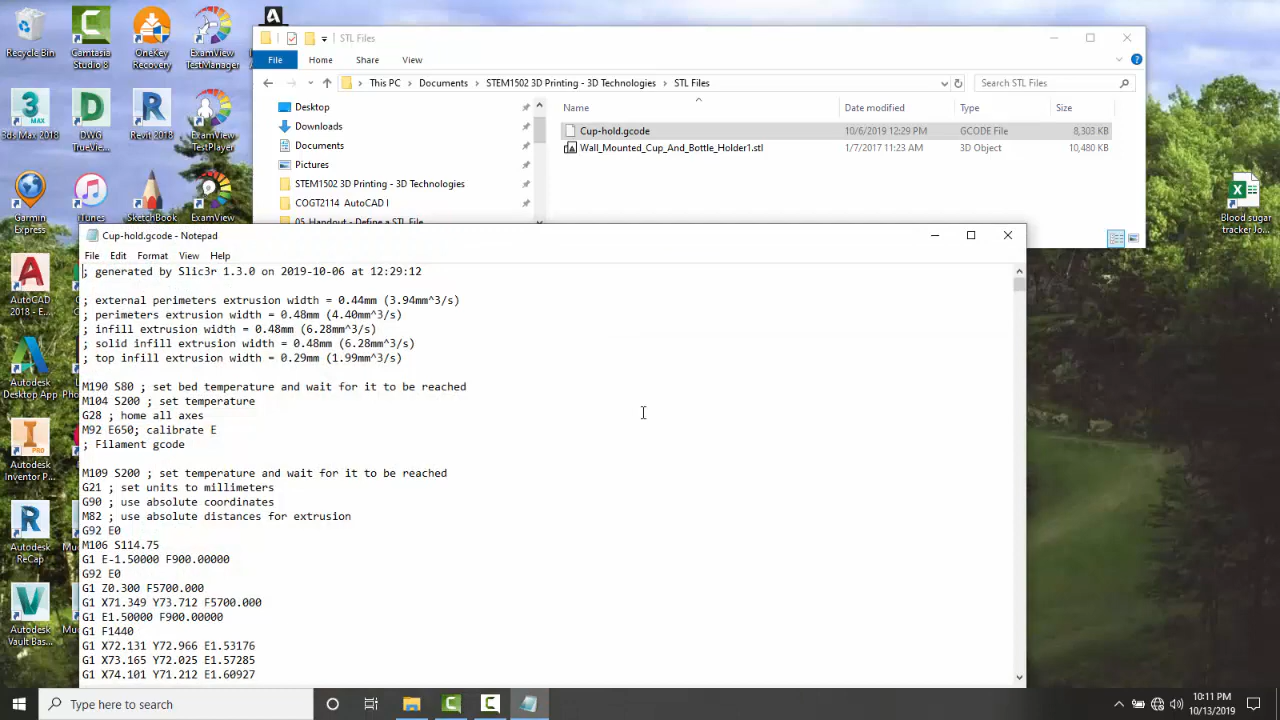 Recycle Bin
Camtasia Studio 8
OneKey Recovery
ExamView TestManager
3ds Max 2018
DWG TrueView...
Revit 2018
ExamView TestPlayer
Garmin Express
iTunes
SketchBook
ExamView
AutoCAD 2018 - E...
Autodesk Desktop App
Autodesk Inventor P...
Autodesk ReCap
Autodesk Vault Bas...
Blood sugar tracker Jo...
STL Files
File Home Share View
This PC Documents STEM1502 3D Printing - 3D Technologies STL Files
Search STL Files
Desktop
Downloads
Documents
Pictures
STEM1502 3D Printing - 3D Technologies
COGT2114 AutoCAD I
05 Handout - Define a STL File
Name Date modified Type Size
Cup-hold.gcode 10/6/2019 12:29 PM GCODE File 8,303 KB
Wall_Mounted_Cup_And_Bottle_Holder1.stl 1/7/2017 11:23 AM 3D Object 10,480 KB
Cup-hold.gcode - Notepad
File Edit Format View Help
; generated by Slic3r 1.3.0 on 2019-10-06 at 12:29:12
; external perimeters extrusion width = 0.44mm (3.94mm^3/s)
; perimeters extrusion width = 0.48mm (4.40mm^3/s)
; infill extrusion width = 0.48mm (6.28mm^3/s)
; solid infill extrusion width = 0.48mm (6.28mm^3/s)
; top infill extrusion width = 0.29mm (1.99mm^3/s)
M190 S80 ; set bed temperature and wait for it to be reached
M104 S200 ; set temperature
G28 ; home all axes
M92 E650; calibrate E
; Filament gcode
M109 S200 ; set temperature and wait for it to be reached
G21 ; set units to millimeters
G90 ; use absolute coordinates
M82 ; use absolute distances for extrusion
G92 E0
M106 S114.75
G1 E-1.50000 F900.00000
G92 E0
G1 Z0.300 F5700.000
G1 X71.349 Y73.712 F5700.000
G1 E1.50000 F900.00000
G1 F1440
G1 X72.131 Y72.966 E1.53176
G1 X73.165 Y72.025 E1.57285
G1 X74.101 Y71.212 E1.60927
Type here to search
10:11 PM
10/13/2019